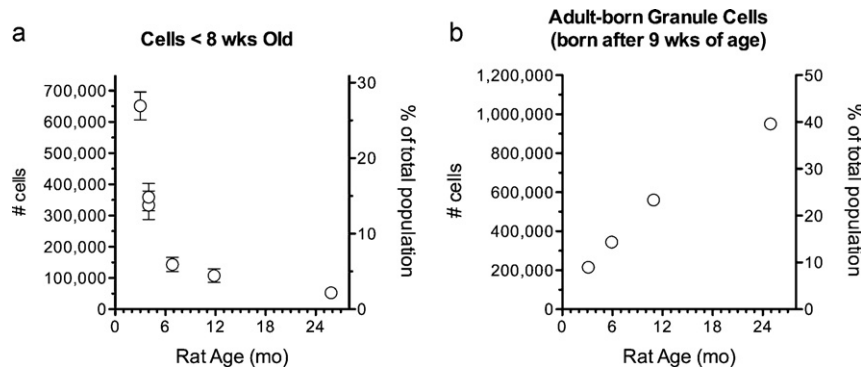 a
Cells < 8 wks Old
700,000
600,000
500,000
400,000
300,000
200,000
100,000
0
# cells
30
20
10
0
% of total population
0 6 12 18 24
Rat Age (mo)
b
Adult-born Granule Cells
(born after 9 wks of age)
1,200,000
1,000,000
800,000
600,000
400,000
200,000
0
# cells
50
40
30
20
10
0
% of total population
0 6 12 18 24
Rat Age (mo)